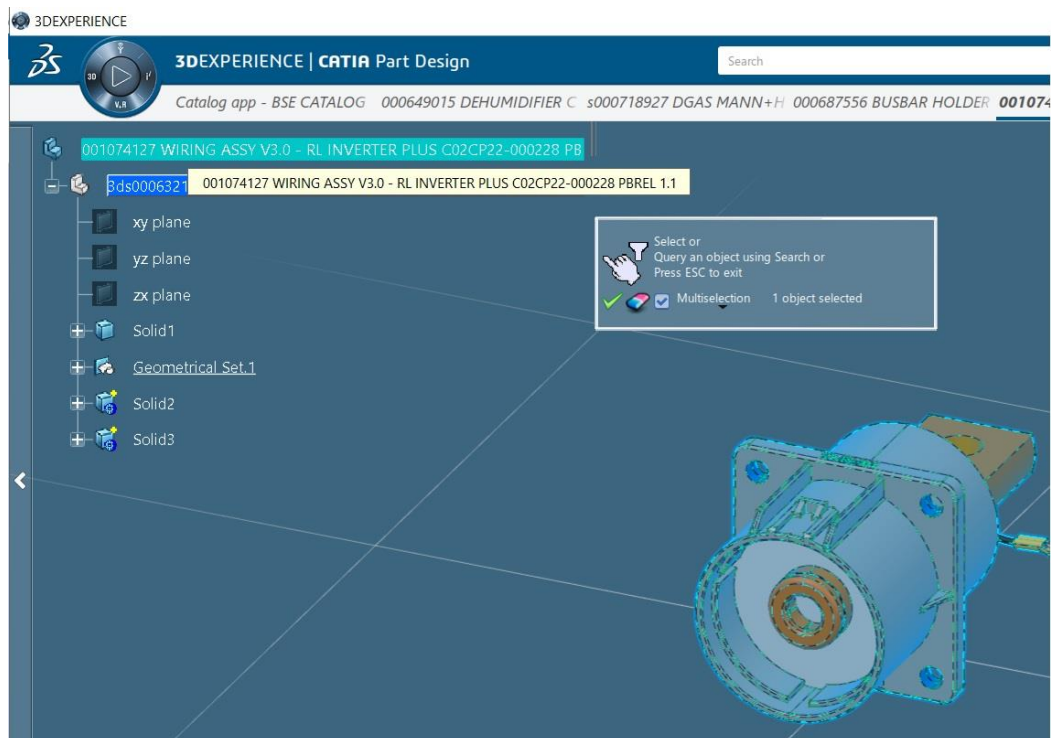 3DEXPERIENCE
3DEXPERIENCE | CATIA Part Design
Search
3D
V.R
Catalog app - BSE CATALOG 000649015 DEHUMIDIFIER C s000718927 DGAS MANN+H 000687556 BUSBAR HOLDER 001074
001074127 WIRING ASSY V3.0 - RL INVERTER PLUS C02CP22-000228 PB
3ds0006321
001074127 WIRING ASSY V3.0 - RL INVERTER PLUS C02CP22-000228 PBREL 1.1
xy plane
yz plane
zx plane
Solid1
Geometrical Set.1
Solid2
Solid3
Select or
Query an object using Search or
Press ESC to exit
Multiselection 1 object selected